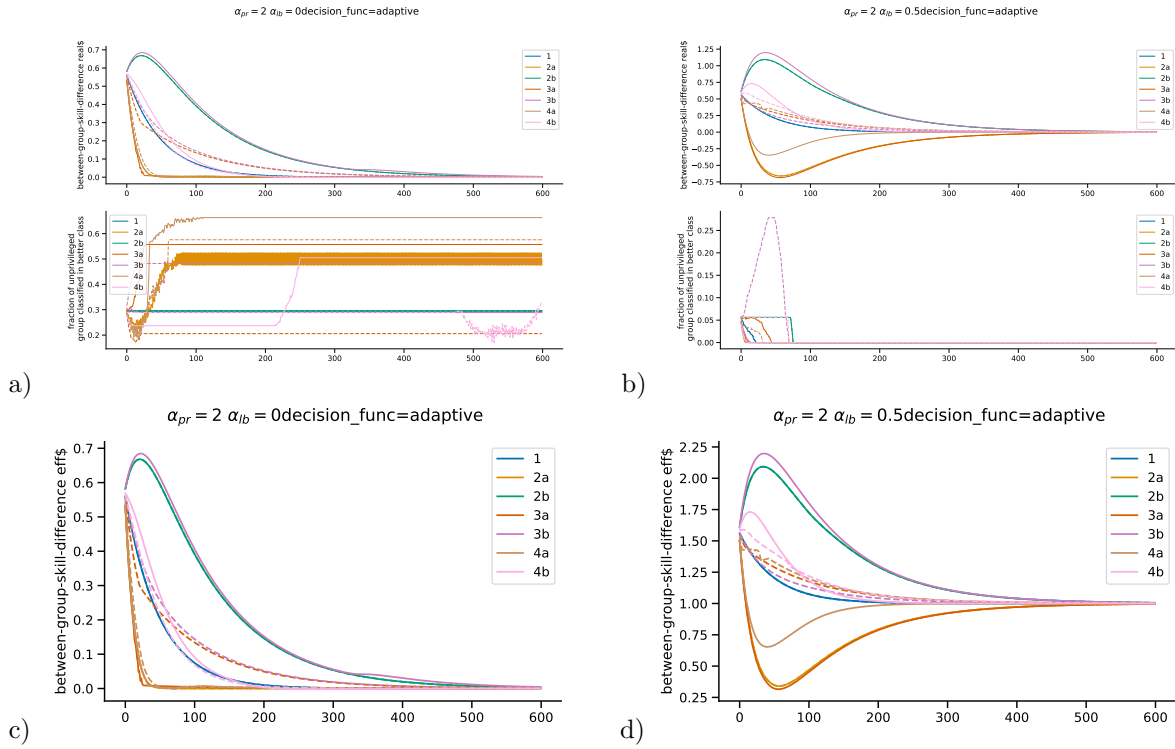 α_pr = 2 α_lb = 0decision_func=adaptive
between-group-skill-difference real$
0.7
0.6
0.5
0.4
0.3
0.2
0.1
0.0
0 100 200 300 400 500 600
1
2a
2b
3a
3b
4a
4b
fraction of unprivileged
group classified in better class
0.6
0.5
0.4
0.3
0.2
0 100 200 300 400 500 600
1
2a
2b
3a
3b
4a
4b
a)
α_pr = 2 α_lb = 0.5decision_func=adaptive
between-group-skill-difference real$
1.25
1.00
0.75
0.50
0.25
0.00
−0.25
−0.50
−0.75
0 100 200 300 400 500 600
1
2a
2b
3a
3b
4a
4b
fraction of unprivileged
group classified in better class
0.25
0.20
0.15
0.10
0.05
0.00
0 100 200 300 400 500 600
1
2a
2b
3a
3b
4a
4b
b)
α_pr = 2 α_lb = 0decision_func=adaptive
between-group-skill-difference eff$
0.7
0.6
0.5
0.4
0.3
0.2
0.1
0.0
0 100 200 300 400 500 600
1
2a
2b
3a
3b
4a
4b
c)
α_pr = 2 α_lb = 0.5decision_func=adaptive
between-group-skill-difference eff$
2.25
2.00
1.75
1.50
1.25
1.00
0.75
0.50
0.25
0 100 200 300 400 500 600
1
2a
2b
3a
3b
4a
4b
d)